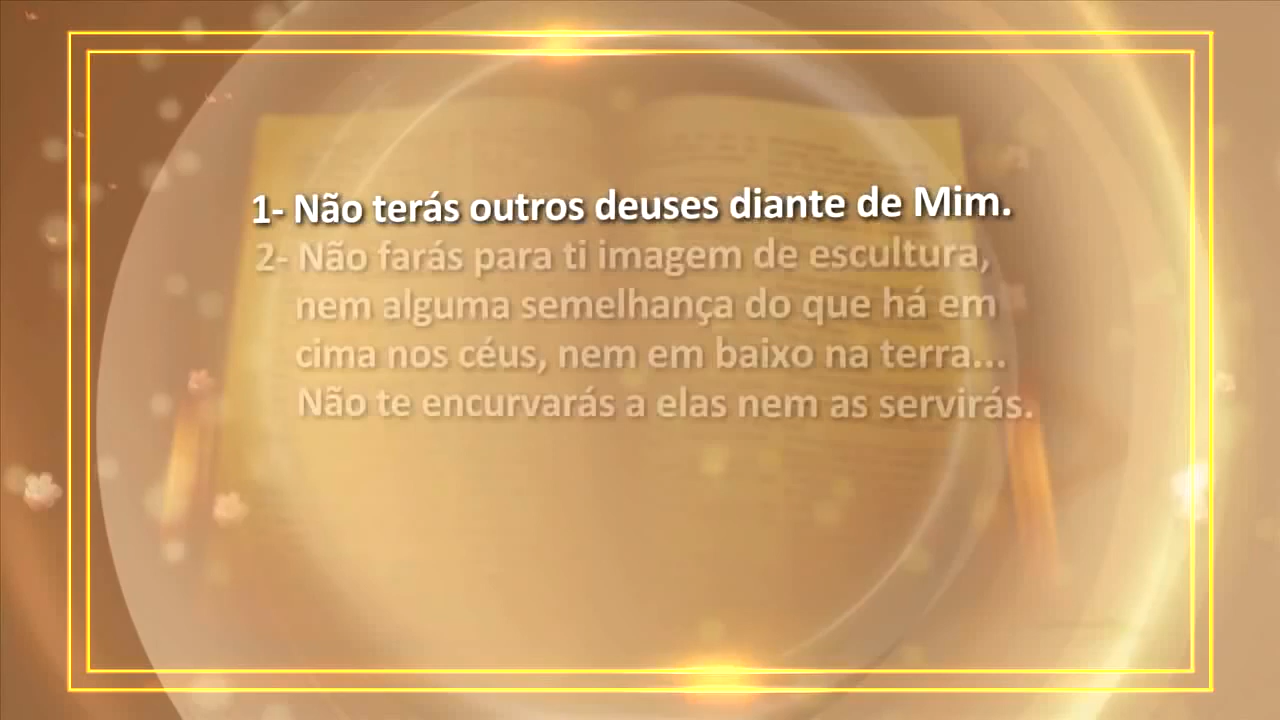 1- Não terás outros deuses diante de Mim.
2- Não farás para ti imagem de escultura,
nem alguma semelhança do que há em
cima nos céus, nem em baixo na terra...
Não te encurvarás a elas nem as servirás.